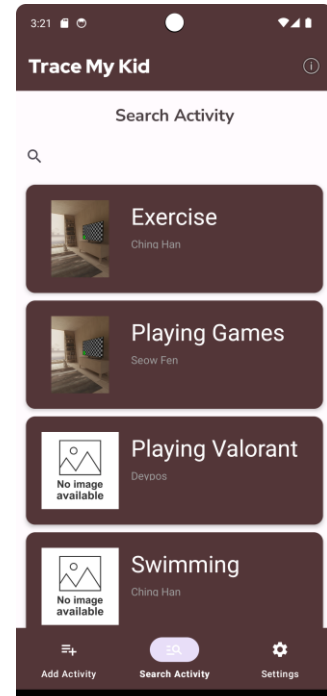 3:21
Trace My Kid
Search Activity
Exercise
Ching Han
Playing Games
Seow Fen
No image
available
Playing Valorant
Deypos
No image
available
Swimming
Ching Han
Add Activity
Search Activity
Settings